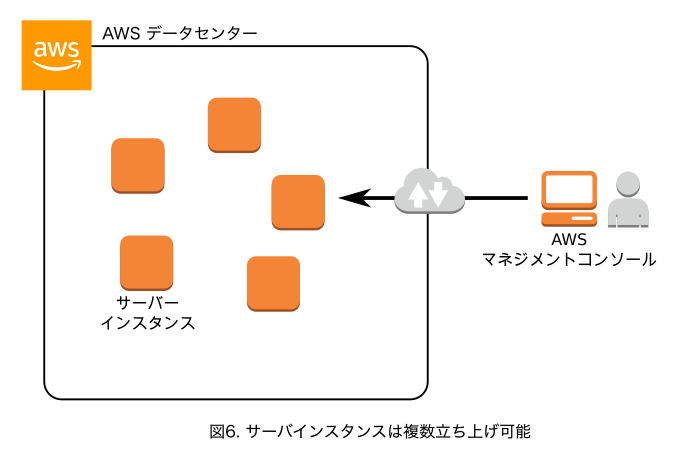 AWS データセンター
aws
AWS
マネジメントコンソール
サーバー
インスタンス
図6. サーバインスタンスは複数立ち上げ可能